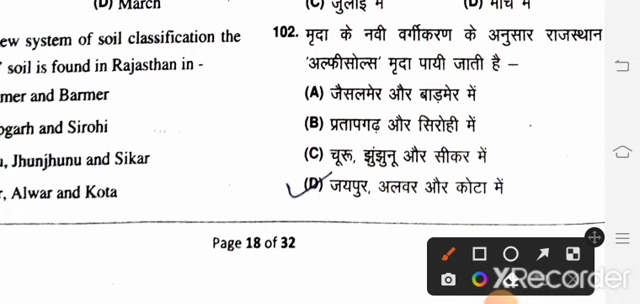 (D) March
(C) जुलाई में
(D) मार्च में
ew system of soil classification the
soil is found in Rajasthan in -
mer and Barmer
ogarh and Sirohi
, Jhunjhunu and Sikar
, Alwar and Kota
102. मृदा के नवी वर्गीकरण के अनुसार राजस्थान
'अल्फीसोल्स' मृदा पायी जाती है –
(A) जैसलमेर और बाड़मेर में
(B) प्रतापगढ़ और सिरोही में
(C) चूरू, झुंझुनू और सीकर में
(D) जयपुर, अलवर और कोटा में
Page 18 of 32
XRecorder